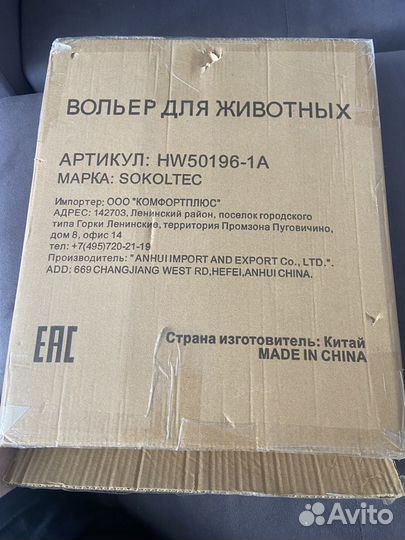 ВОЛЬЕР ДЛЯ ЖИВОТНЫХ
АРТИКУЛ: HW50196-1A
МАРКА: SOKOLTEC
Импортер: ООО "КОМФОРТПЛЮС"
АДРЕС: 142703, Ленинский район, поселок городского
типа Горки Ленинские, территория Промзона Пуговичино,
дом 8, офис 14
тел: +7(495)720-21-19
Производитель: "ANHUI IMPORT AND EXPORT Co., LTD.".
ADD: 669 CHANGJIANG WEST RD,HEFEI,ANHUI CHINA.
EAC
Страна изготовитель: Китай
MADE IN CHINA
Avito